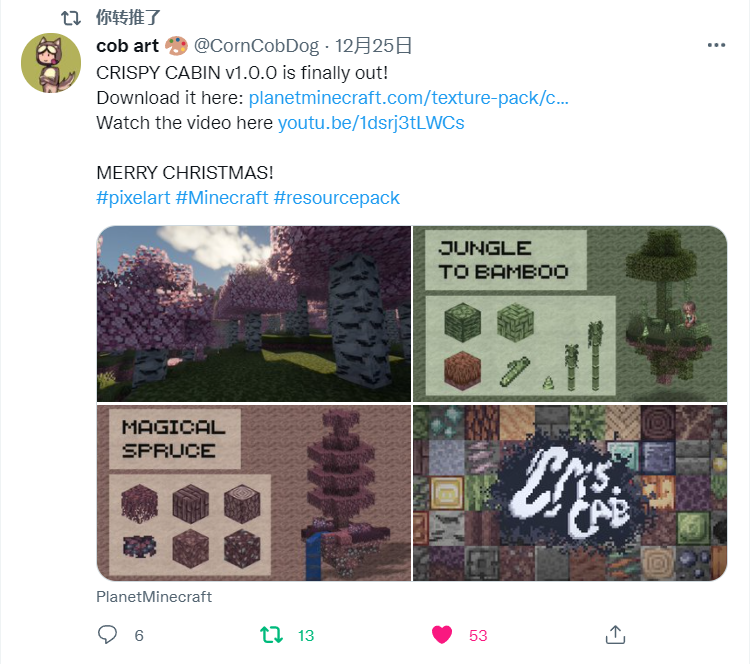 你转推了
cob art 🎨 @CornCobDog · 12月25日
CRISPY CABIN v1.0.0 is finally out!
Download it here: planetminecraft.com/texture-pack/c...
Watch the video here youtu.be/1dsrj3tLWCs
MERRY CHRISTMAS!
#pixelart #Minecraft #resourcepack
JUNGLE
TO BAMBOO
MAGICAL
SPRUCE
Cris.
CAB
PlanetMinecraft
6
13
53